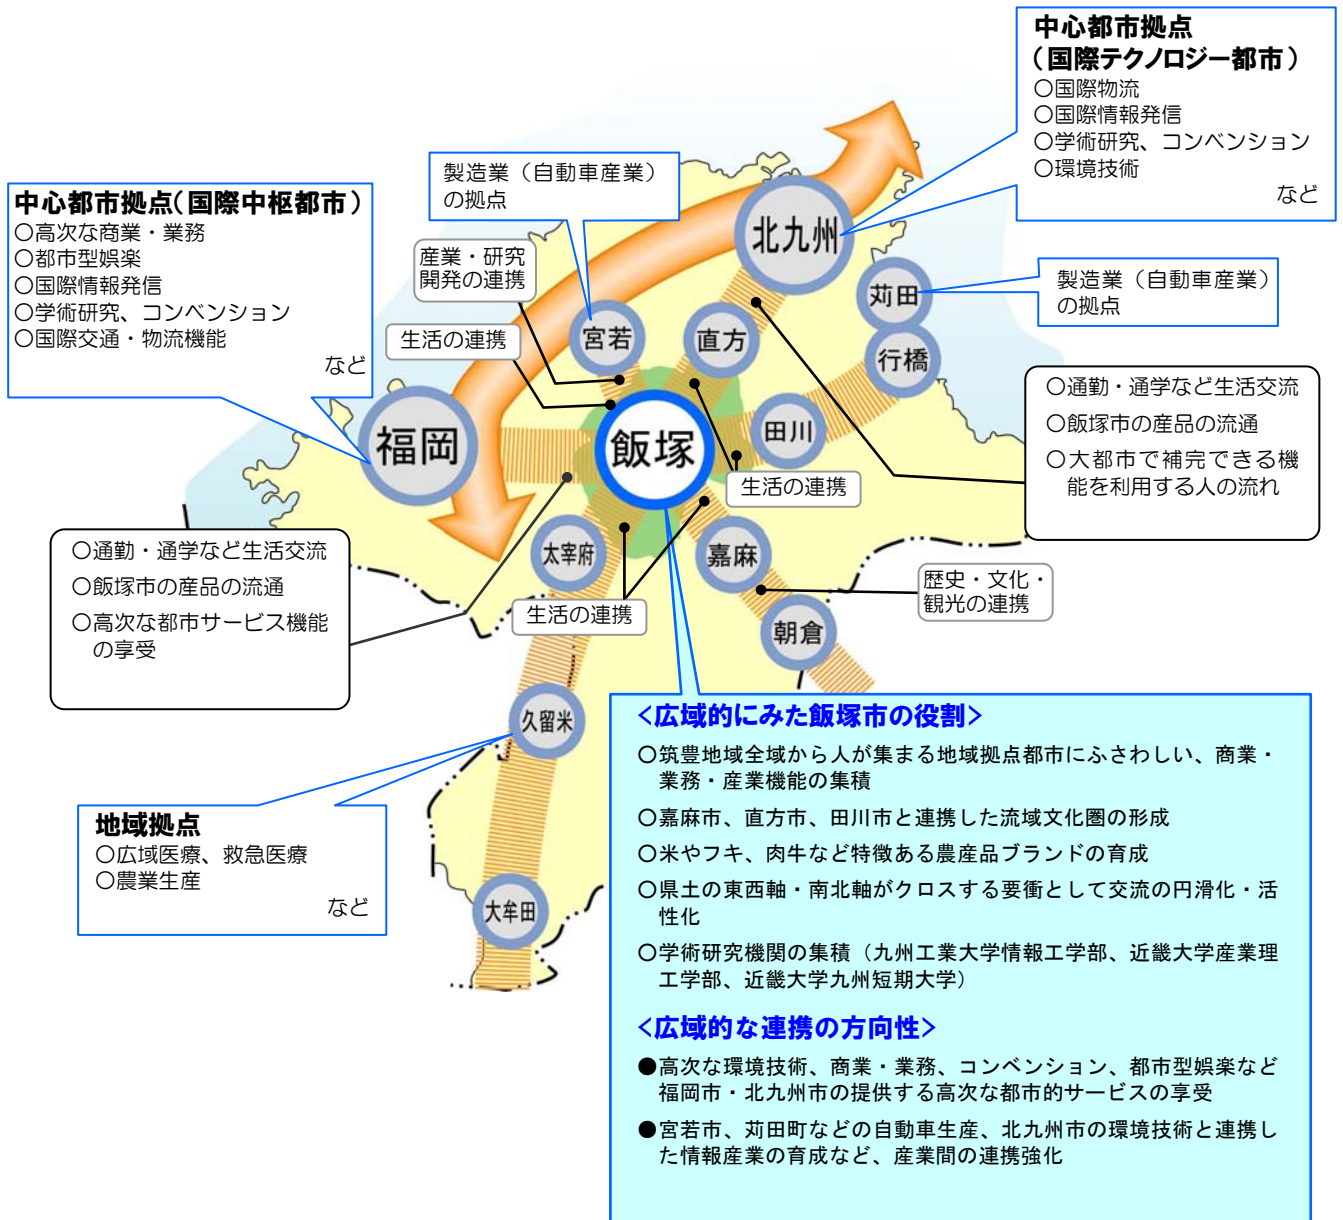 中心都市拠点
（国際テクノロジー都市）
○国際物流
○国際情報発信
○学術研究、コンベンション
○環境技術
など
製造業（自動車産業）
の拠点
中心都市拠点（国際中枢都市）
○高次な商業・業務
○都市型娯楽
○国際情報発信
○学術研究、コンベンション
○国際交通・物流機能
など
産業・研究
開発の連携
生活の連携
北九州
苅田
製造業（自動車産業）
の拠点
宮若
直方
行橋
福岡
飯塚
田川
生活の連携
○通勤・通学など生活交流
○飯塚市の産品の流通
○大都市で補完できる機
能を利用する人の流れ
○通勤・通学など生活交流
○飯塚市の産品の流通
○高次な都市サービス機能
の享受
太宰府
嘉麻
生活の連携
歴史・文化・
観光の連携
朝倉
久留米
地域拠点
○広域医療、救急医療
○農業生産
など
大牟田
<広域的にみた飯塚市の役割>
○筑豊地域全域から人が集まる地域拠点都市にふさわしい、商業・
業務・産業機能の集積
○嘉麻市、直方市、田川市と連携した流域文化圏の形成
○米やフキ、肉牛など特徴ある農産品ブランドの育成
○県土の東西軸・南北軸がクロスする要衝として交流の円滑化・活
性化
○学術研究機関の集積（九州工業大学情報工学部、近畿大学産業理
工学部、近畿大学九州短期大学）
<広域的な連携の方向性>
●高次な環境技術、商業・業務、コンベンション、都市型娯楽など
福岡市・北九州市の提供する高次な都市的サービスの享受
●宮若市、苅田町などの自動車生産、北九州市の環境技術と連携し
た情報産業の育成など、産業間の連携強化